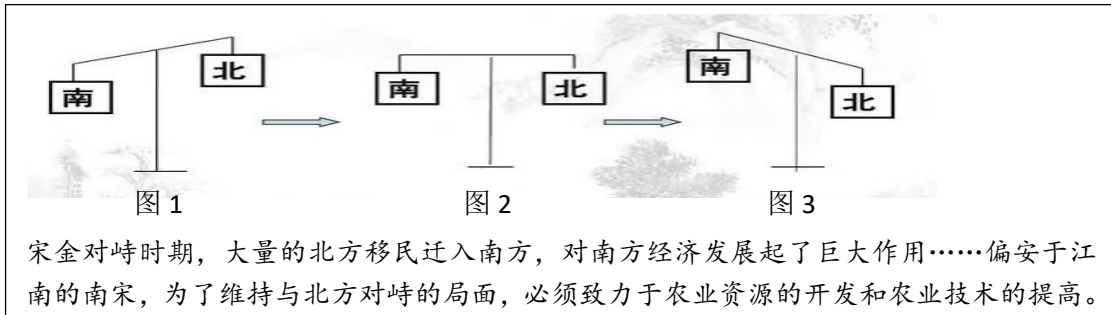 南 北 南 北 南 北
图 1 图 2 图 3
宋金对峙时期，大量的北方移民迁入南方，对南方经济发展起了巨大作用……偏安于江
南的南宋，为了维持与北方对峙的局面，必须致力于农业资源的开发和农业技术的提高。